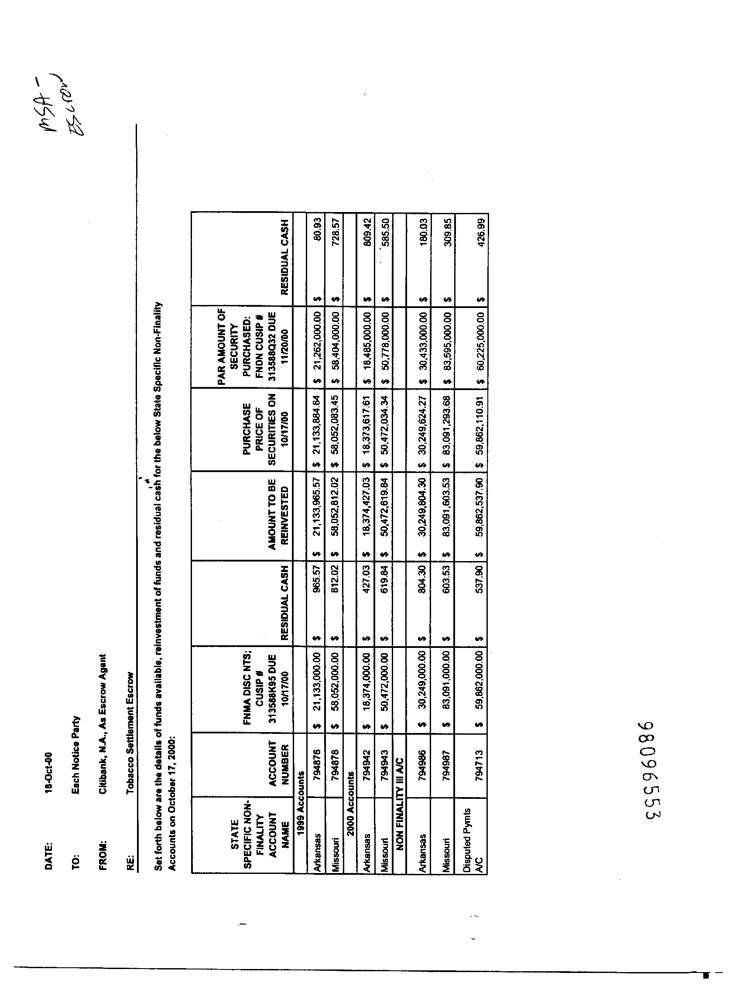 MSA -
Escrow
DATE: 18-Oct-00
TO: Each Notice Party
FROM: Citibank, N.A., As Escrow Agent
RE: Tobacco Settlement Escrow
Set forth below are the details of funds available, reinvestment of funds and residual cash for the below State Specific Non-Finality
Accounts on October 17, 2000:
STATE SPECIFIC NON-FINALITY ACCOUNT NAME | ACCOUNT NUMBER | FNMA DISC NTS; CUSIP # 313588K95 DUE 10/17/00 | RESIDUAL CASH | AMOUNT TO BE REINVESTED | PURCHASE PRICE OF SECURITIES ON 10/17/00 | PAR AMOUNT OF SECURITY PURCHASED: FNDN CUSIP # 313588Q32 DUE 11/20/00 | RESIDUAL CASH
1999 Accounts
Arkansas 794876 $ 21,133,000.00 $ 965.57 $ 21,133,965.57 $ 21,133,884.64 $ 21,262,000.00 $ 80.93
Missouri 794878 $ 58,052,000.00 $ 812.02 $ 58,052,812.02 $ 58,052,083.45 $ 58,404,000.00 $ 728.57
2000 Accounts
Arkansas 794942 $ 18,374,000.00 $ 427.03 $ 18,374,427.03 $ 18,373,617.61 $ 18,485,000.00 $ 809.42
Missouri 794943 $ 50,472,000.00 $ 619.84 $ 50,472,619.84 $ 50,472,034.34 $ 50,778,000.00 $ 585.50
NON FINALITY III A/C
Arkansas 794986 $ 30,249,000.00 $ 804.30 $ 30,249,804.30 $ 30,249,624.27 $ 30,433,000.00 $ 180.03
Missouri 794987 $ 83,091,000.00 $ 603.53 $ 83,091,603.53 $ 83,091,293.68 $ 83,595,000.00 $ 309.85
Disputed Pymts A/C 794713 $ 59,862,000.00 $ 537.90 $ 59,862,537.90 $ 59,862,110.91 $ 60,225,000.00 $ 426.99
98096553